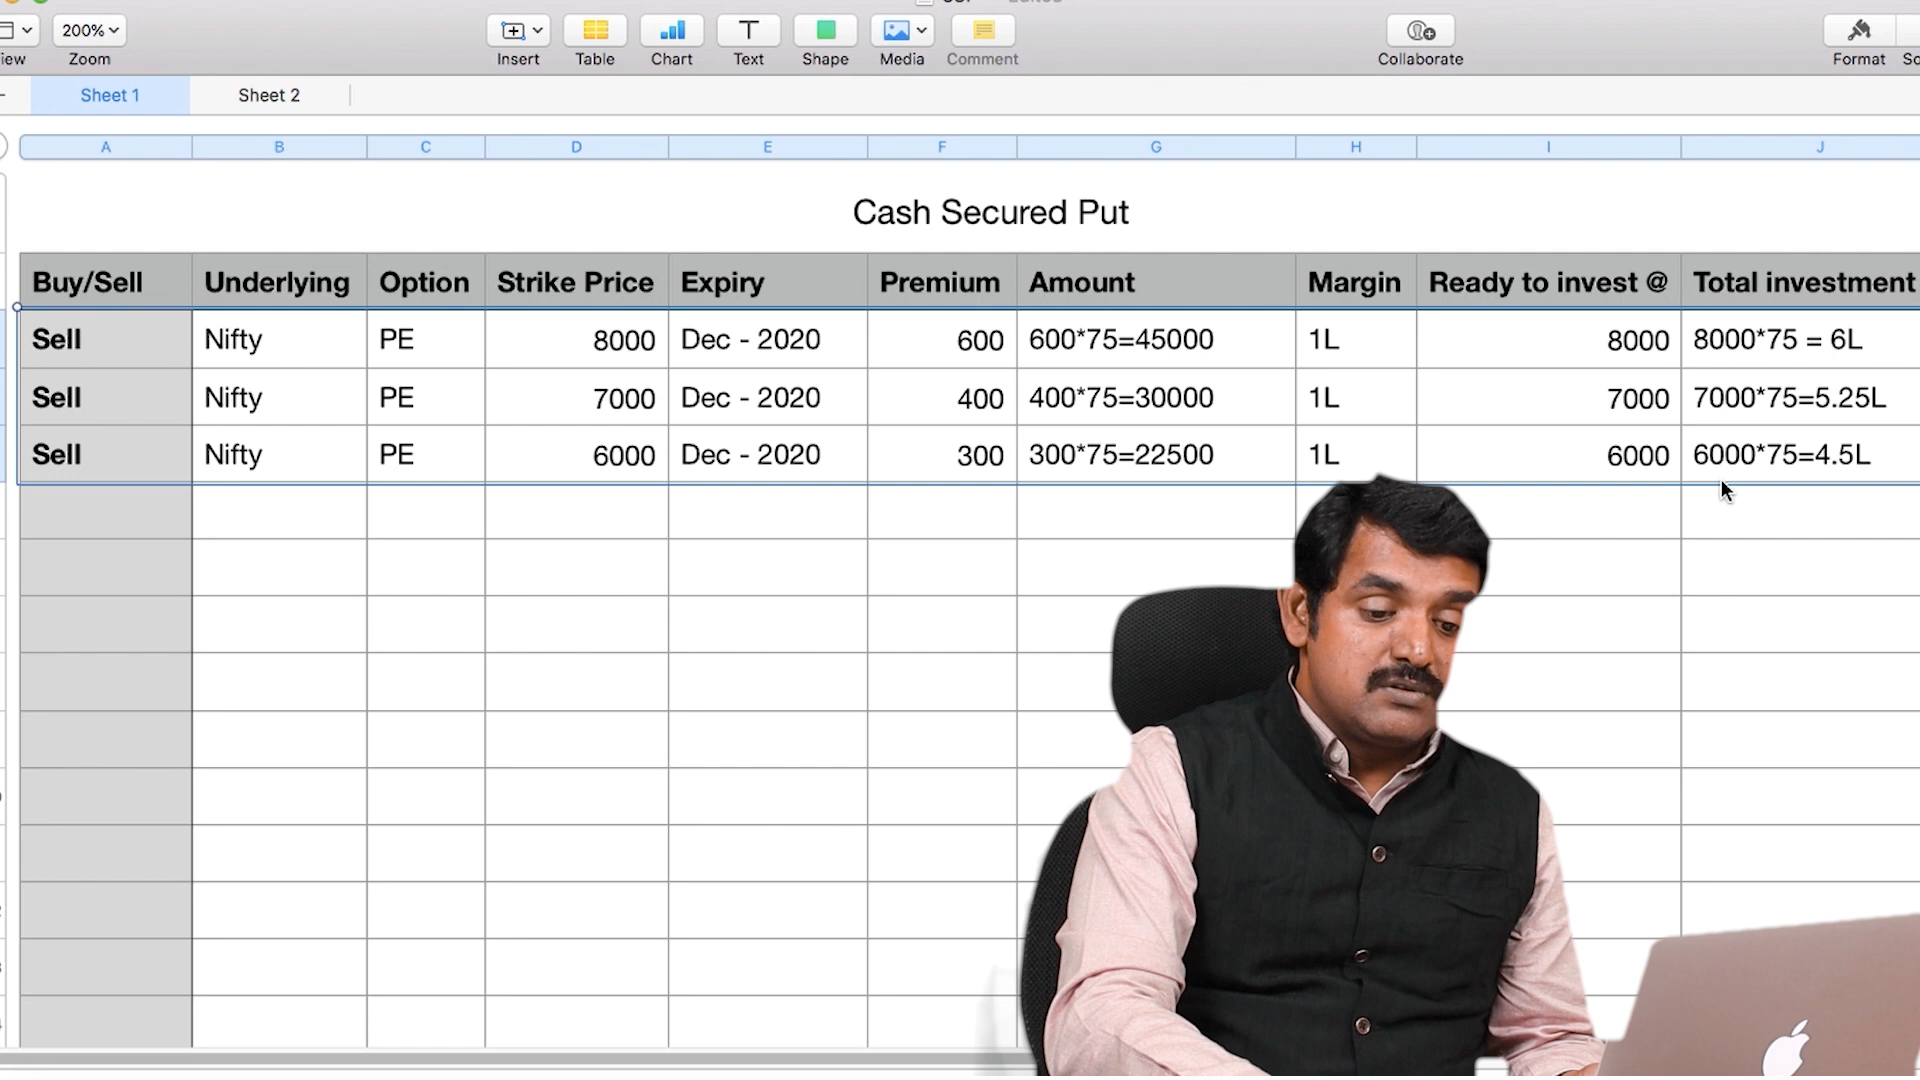 200%
Zoom
Insert
Table
Chart
Text
Shape
Media
Comment
Collaborate
Format
Sheet 1
Sheet 2
A B C D E F G H I J
Cash Secured Put
Buy/Sell Underlying Option Strike Price Expiry Premium Amount Margin Ready to invest @ Total investment
Sell Nifty PE 8000 Dec - 2020 600 600*75=45000 1L 8000 8000*75 = 6L
Sell Nifty PE 7000 Dec - 2020 400 400*75=30000 1L 7000 7000*75=5.25L
Sell Nifty PE 6000 Dec - 2020 300 300*75=22500 1L 6000 6000*75=4.5L